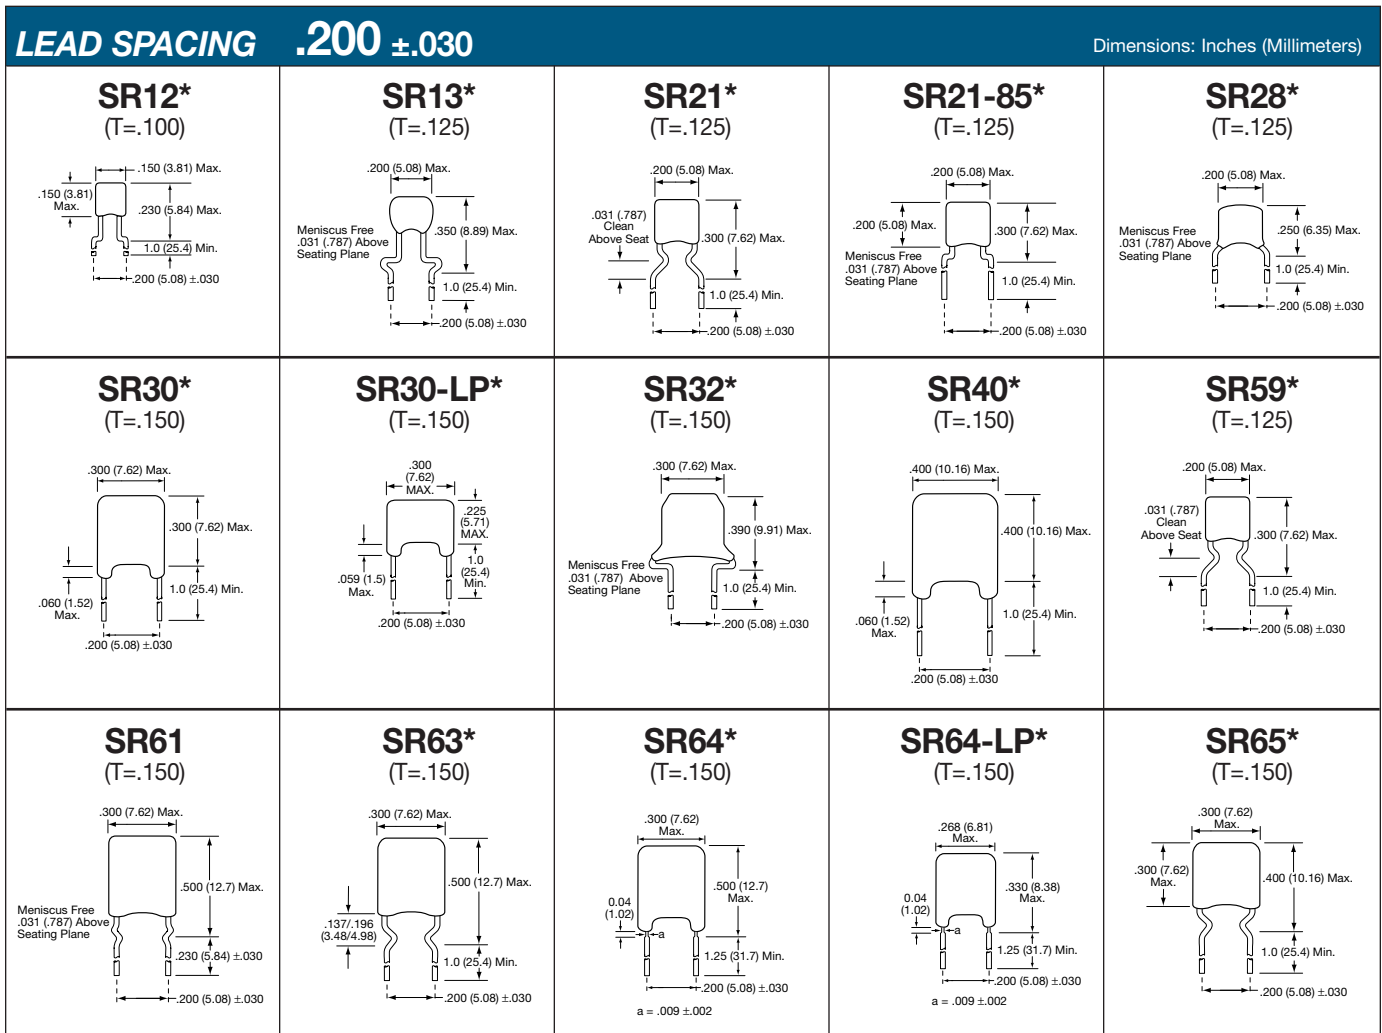 LEAD SPACING .200 ±.030
Dimensions: Inches (Millimeters)
SR12*
(T=.100)
.150 (3.81) Max.
.150 (3.81)
Max.
.230 (5.84) Max.
1.0 (25.4) Min.
.200 (5.08) ±.030
SR13*
(T=.125)
.200 (5.08) Max.
Meniscus Free
.031 (.787) Above
Seating Plane
.350 (8.89) Max.
1.0 (25.4) Min.
.200 (5.08) ±.030
SR21*
(T=.125)
.200 (5.08) Max.
.031 (.787)
Clean
Above Seat
.300 (7.62) Max.
1.0 (25.4) Min.
.200 (5.08) ±.030
SR21-85*
(T=.125)
.200 (5.08) Max.
.200 (5.08) Max.
.300 (7.62) Max.
Meniscus Free
.031 (.787) Above
Seating Plane
1.0 (25.4) Min.
.200 (5.08) ±.030
SR28*
(T=.125)
.200 (5.08) Max.
Meniscus Free
.031 (.787) Above
Seating Plane
.250 (6.35) Max.
1.0 (25.4) Min.
.200 (5.08) ±.030
SR30*
(T=.150)
.300 (7.62) Max.
.300 (7.62) Max.
1.0 (25.4) Min.
.060 (1.52)
Max.
.200 (5.08) ±.030
SR30-LP*
(T=.150)
.300
(7.62)
MAX.
.225
(5.71)
MAX.
1.0
(25.4)
Min.
.059 (1.5)
Max.
.200 (5.08) ±.030
SR32*
(T=.150)
.300 (7.62) Max.
.390 (9.91) Max.
Meniscus Free
.031 (.787) Above
Seating Plane
1.0 (25.4) Min.
.200 (5.08) ±.030
SR40*
(T=.150)
.400 (10.16) Max.
.400 (10.16) Max.
1.0 (25.4) Min.
.060 (1.52)
Max.
.200 (5.08) ±.030
SR59*
(T=.125)
.200 (5.08) Max.
.031 (.787)
Clean
Above Seat
.300 (7.62) Max.
1.0 (25.4) Min.
.200 (5.08) ±.030
SR61
(T=.150)
.300 (7.62) Max.
.500 (12.7) Max.
Meniscus Free
.031 (.787) Above
Seating Plane
.230 (5.84) ±.030
.200 (5.08) ±.030
SR63*
(T=.150)
.300 (7.62) Max.
.500 (12.7) Max.
.137/.196
(3.48/4.98)
1.0 (25.4) Min.
.200 (5.08) ±.030
SR64*
(T=.150)
.300 (7.62)
Max.
.500 (12.7)
Max.
0.04
(1.02)
a
1.25 (31.7) Min.
.200 (5.08) ±.030
a = .009 ±.002
SR64-LP*
(T=.150)
.268 (6.81)
Max.
.330 (8.38)
Max.
0.04
(1.02)
a
1.25 (31.7) Min.
.200 (5.08) ±.030
a = .009 ±.002
SR65*
(T=.150)
.300 (7.62)
Max.
.300 (7.62)
Max.
.400 (10.16) Max.
1.0 (25.4) Min.
.200 (5.08) ±.030